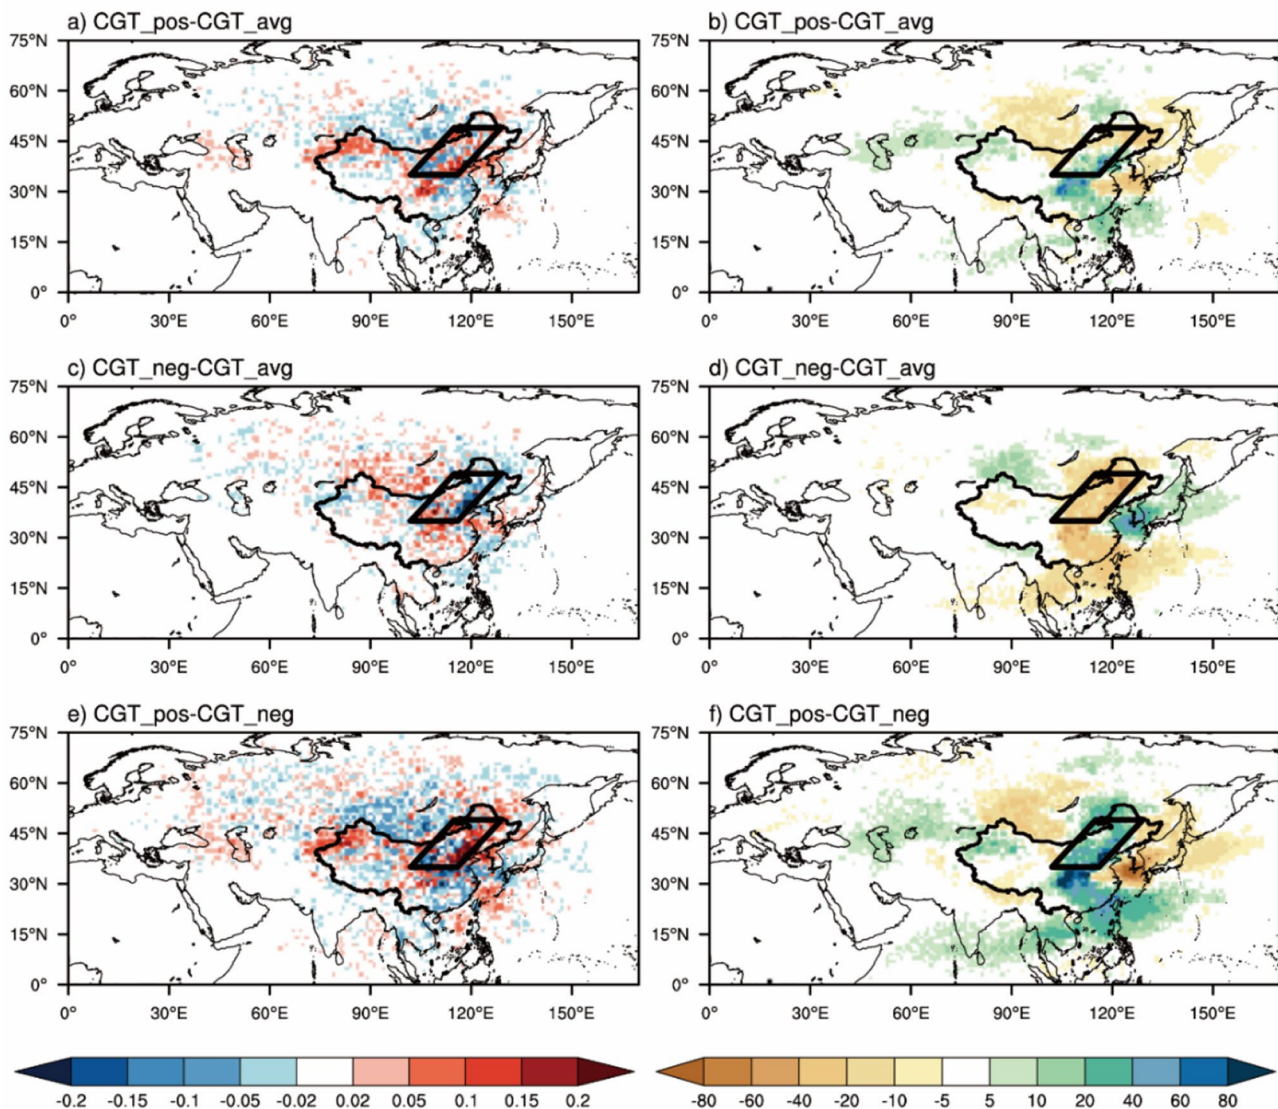 a) CGT_pos-CGT_avg
b) CGT_pos-CGT_avg
75°N
60°N
45°N
30°N
15°N
0°
0° 30°E 60°E 90°E 120°E 150°E
75°N
60°N
45°N
30°N
15°N
0°
0° 30°E 60°E 90°E 120°E 150°E
c) CGT_neg-CGT_avg
d) CGT_neg-CGT_avg
75°N
60°N
45°N
30°N
15°N
0°
0° 30°E 60°E 90°E 120°E 150°E
75°N
60°N
45°N
30°N
15°N
0°
0° 30°E 60°E 90°E 120°E 150°E
e) CGT_pos-CGT_neg
f) CGT_pos-CGT_neg
75°N
60°N
45°N
30°N
15°N
0°
0° 30°E 60°E 90°E 120°E 150°E
75°N
60°N
45°N
30°N
15°N
0°
0° 30°E 60°E 90°E 120°E 150°E
-0.2 -0.15 -0.1 -0.05 -0.02 0.02 0.05 0.1 0.15 0.2
-80 -60 -40 -20 -10 -5 5 10 20 40 60 80